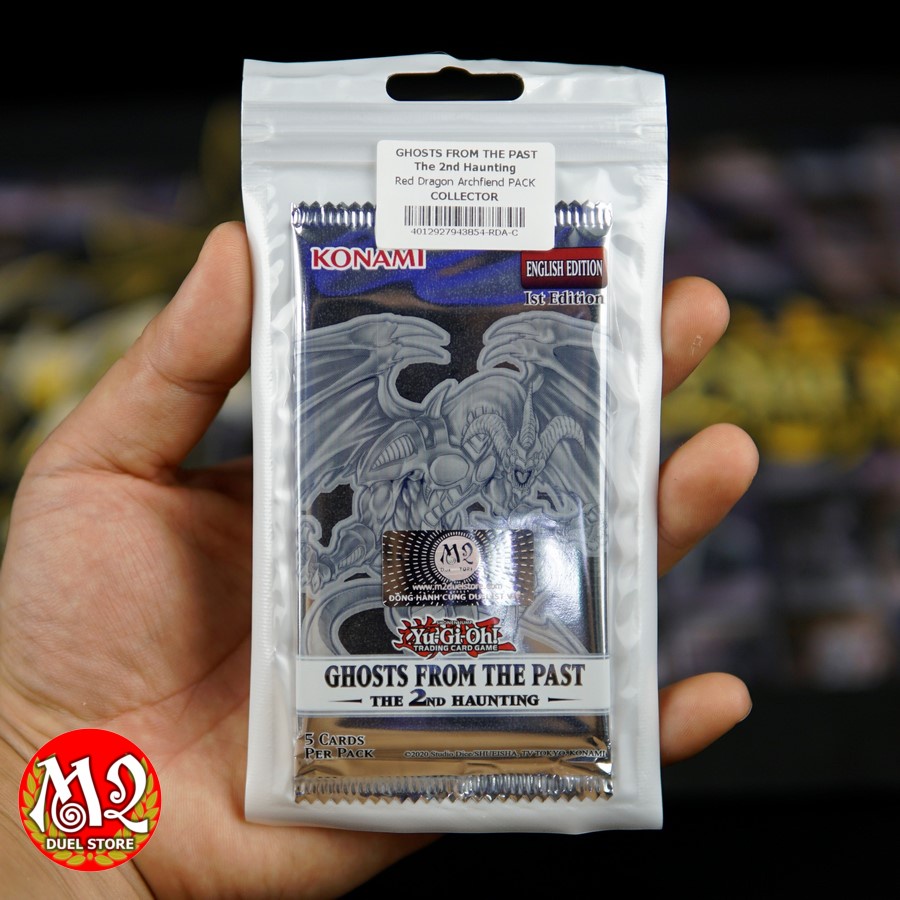 GHOSTS FROM THE PAST
The 2nd Haunting
Red Dragon Archfiend PACK
COLLECTOR
4012927943854-RDA-C
KONAMI
ENGLISH EDITION
1st Edition
M2
www.m2duelstore.com
ĐỒNG HÀNH CÙNG
Yu-Gi-Oh!
TRADING CARD GAME
GHOSTS FROM THE PAST
THE 2ND HAUNTING
5 CARDS
PER PACK
©2020 Studio Dice/SHUEISHA, TV TOKYO, KONAMI
M2
DUEL STORE